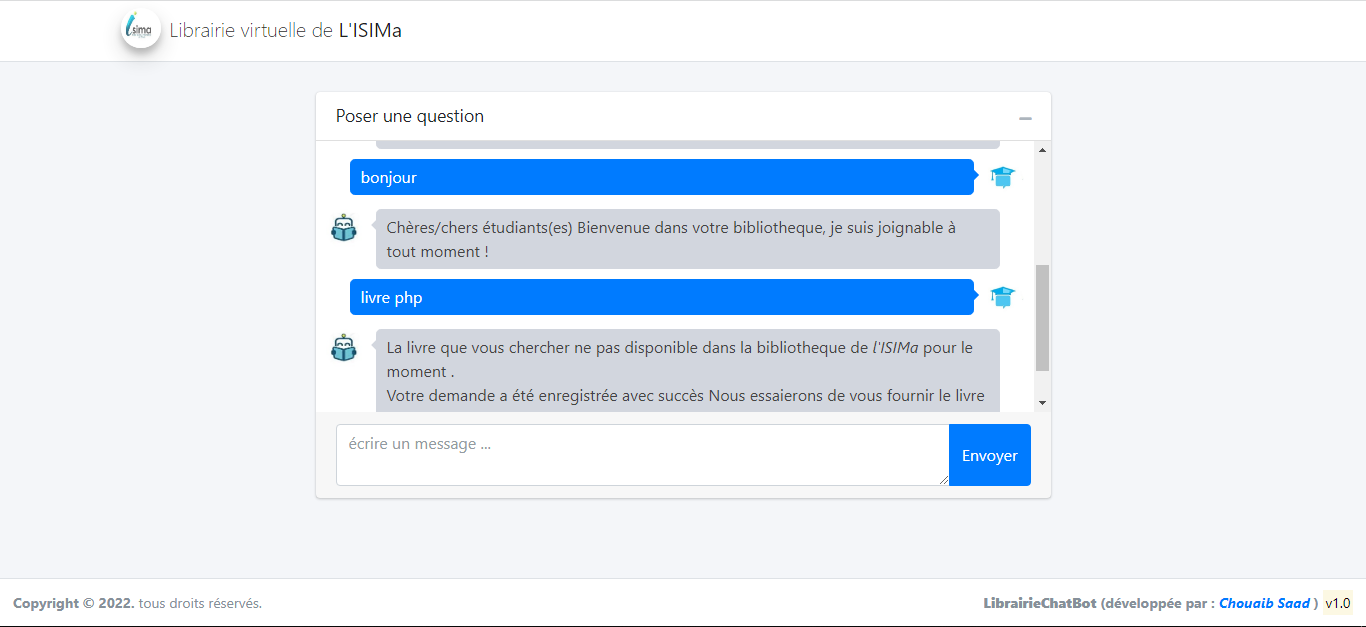 isima
Librairie virtuelle de L'ISIMa
Poser une question
bonjour
Chères/chers étudiants(es) Bienvenue dans votre bibliotheque, je suis joignable à
tout moment !
livre php
La livre que vous chercher ne pas disponible dans la bibliotheque de l'ISIMa pour le
moment .
Votre demande a été enregistrée avec succès Nous essaierons de vous fournir le livre
écrire un message ...
Envoyer
Copyright © 2022. tous droits réservés.
LibrairieChatBot (développée par : Chouaib Saad ) v1.0